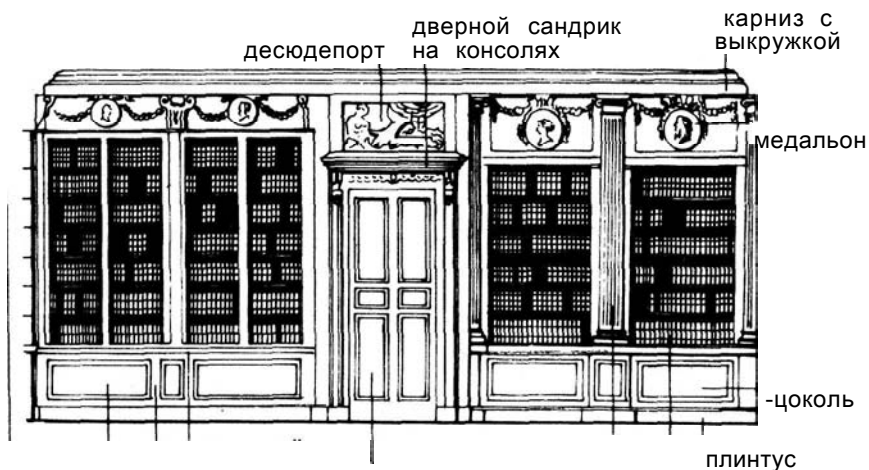 десюдепорт
дверной сандрик
на консолях
карниз с
выкружкой
медальон
-цоколь
плинтус